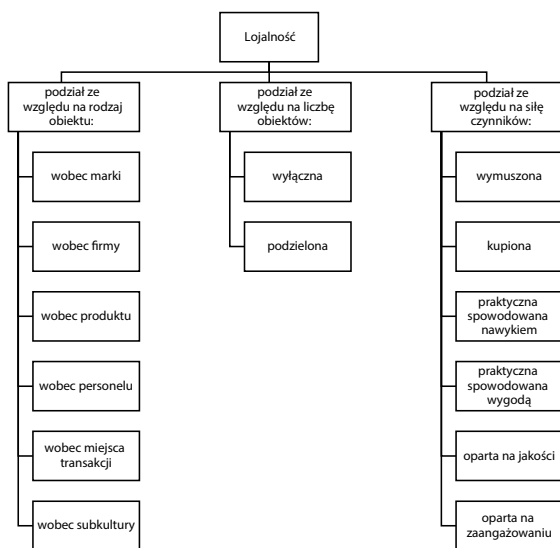 Lojalność
podział ze
względu na rodzaj
obiektu:
wobec marki
wobec firmy
wobec produktu
wobec personelu
wobec miejsca
transakcji
wobec subkultury
podział ze
względu na liczbę
obiektów:
wyłączna
podzielona
podział ze
względu na siłę
czynników:
wymuszona
kupiona
praktyczna
spowodowana
nawykiem
praktyczna
spowodowana
wygodą
oparta na jakości
oparta na
zaangażowaniu